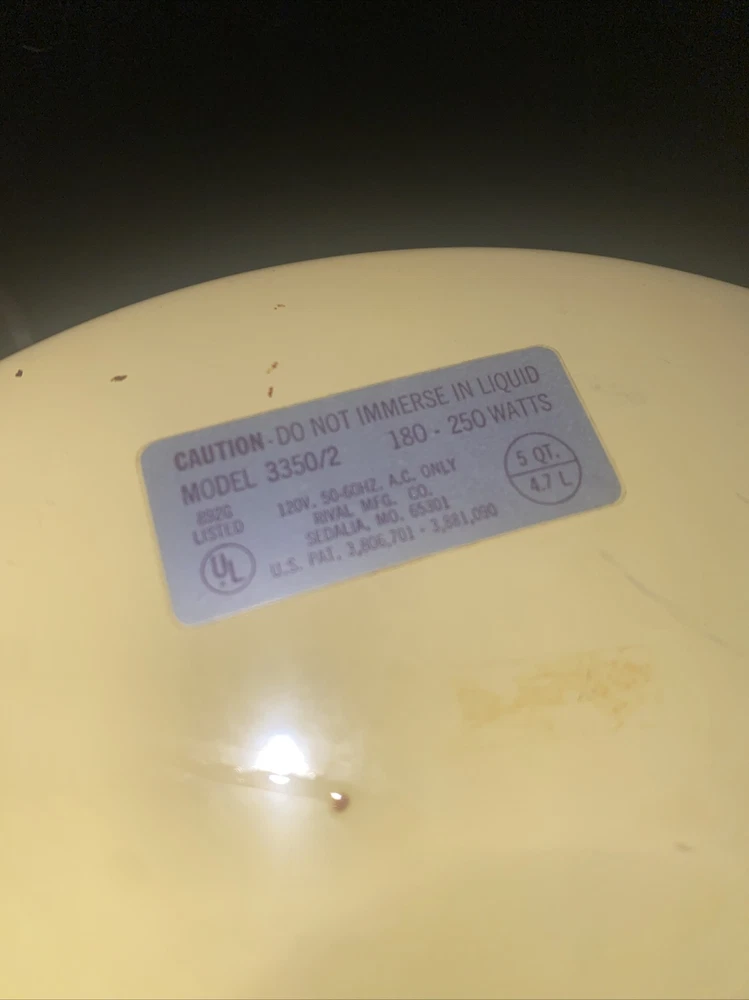 CAUTION - DO NOT IMMERSE IN LIQUID
MODEL 3350/2 180 - 250 WATTS
892G
LISTED
UL
120V. 50-60HZ. A.C. ONLY
RIVAL MFG. CO.
SEDALIA, MO. 65301
U.S. PAT. 3,806,701 - 3,881,090
5 QT.
4.7 L